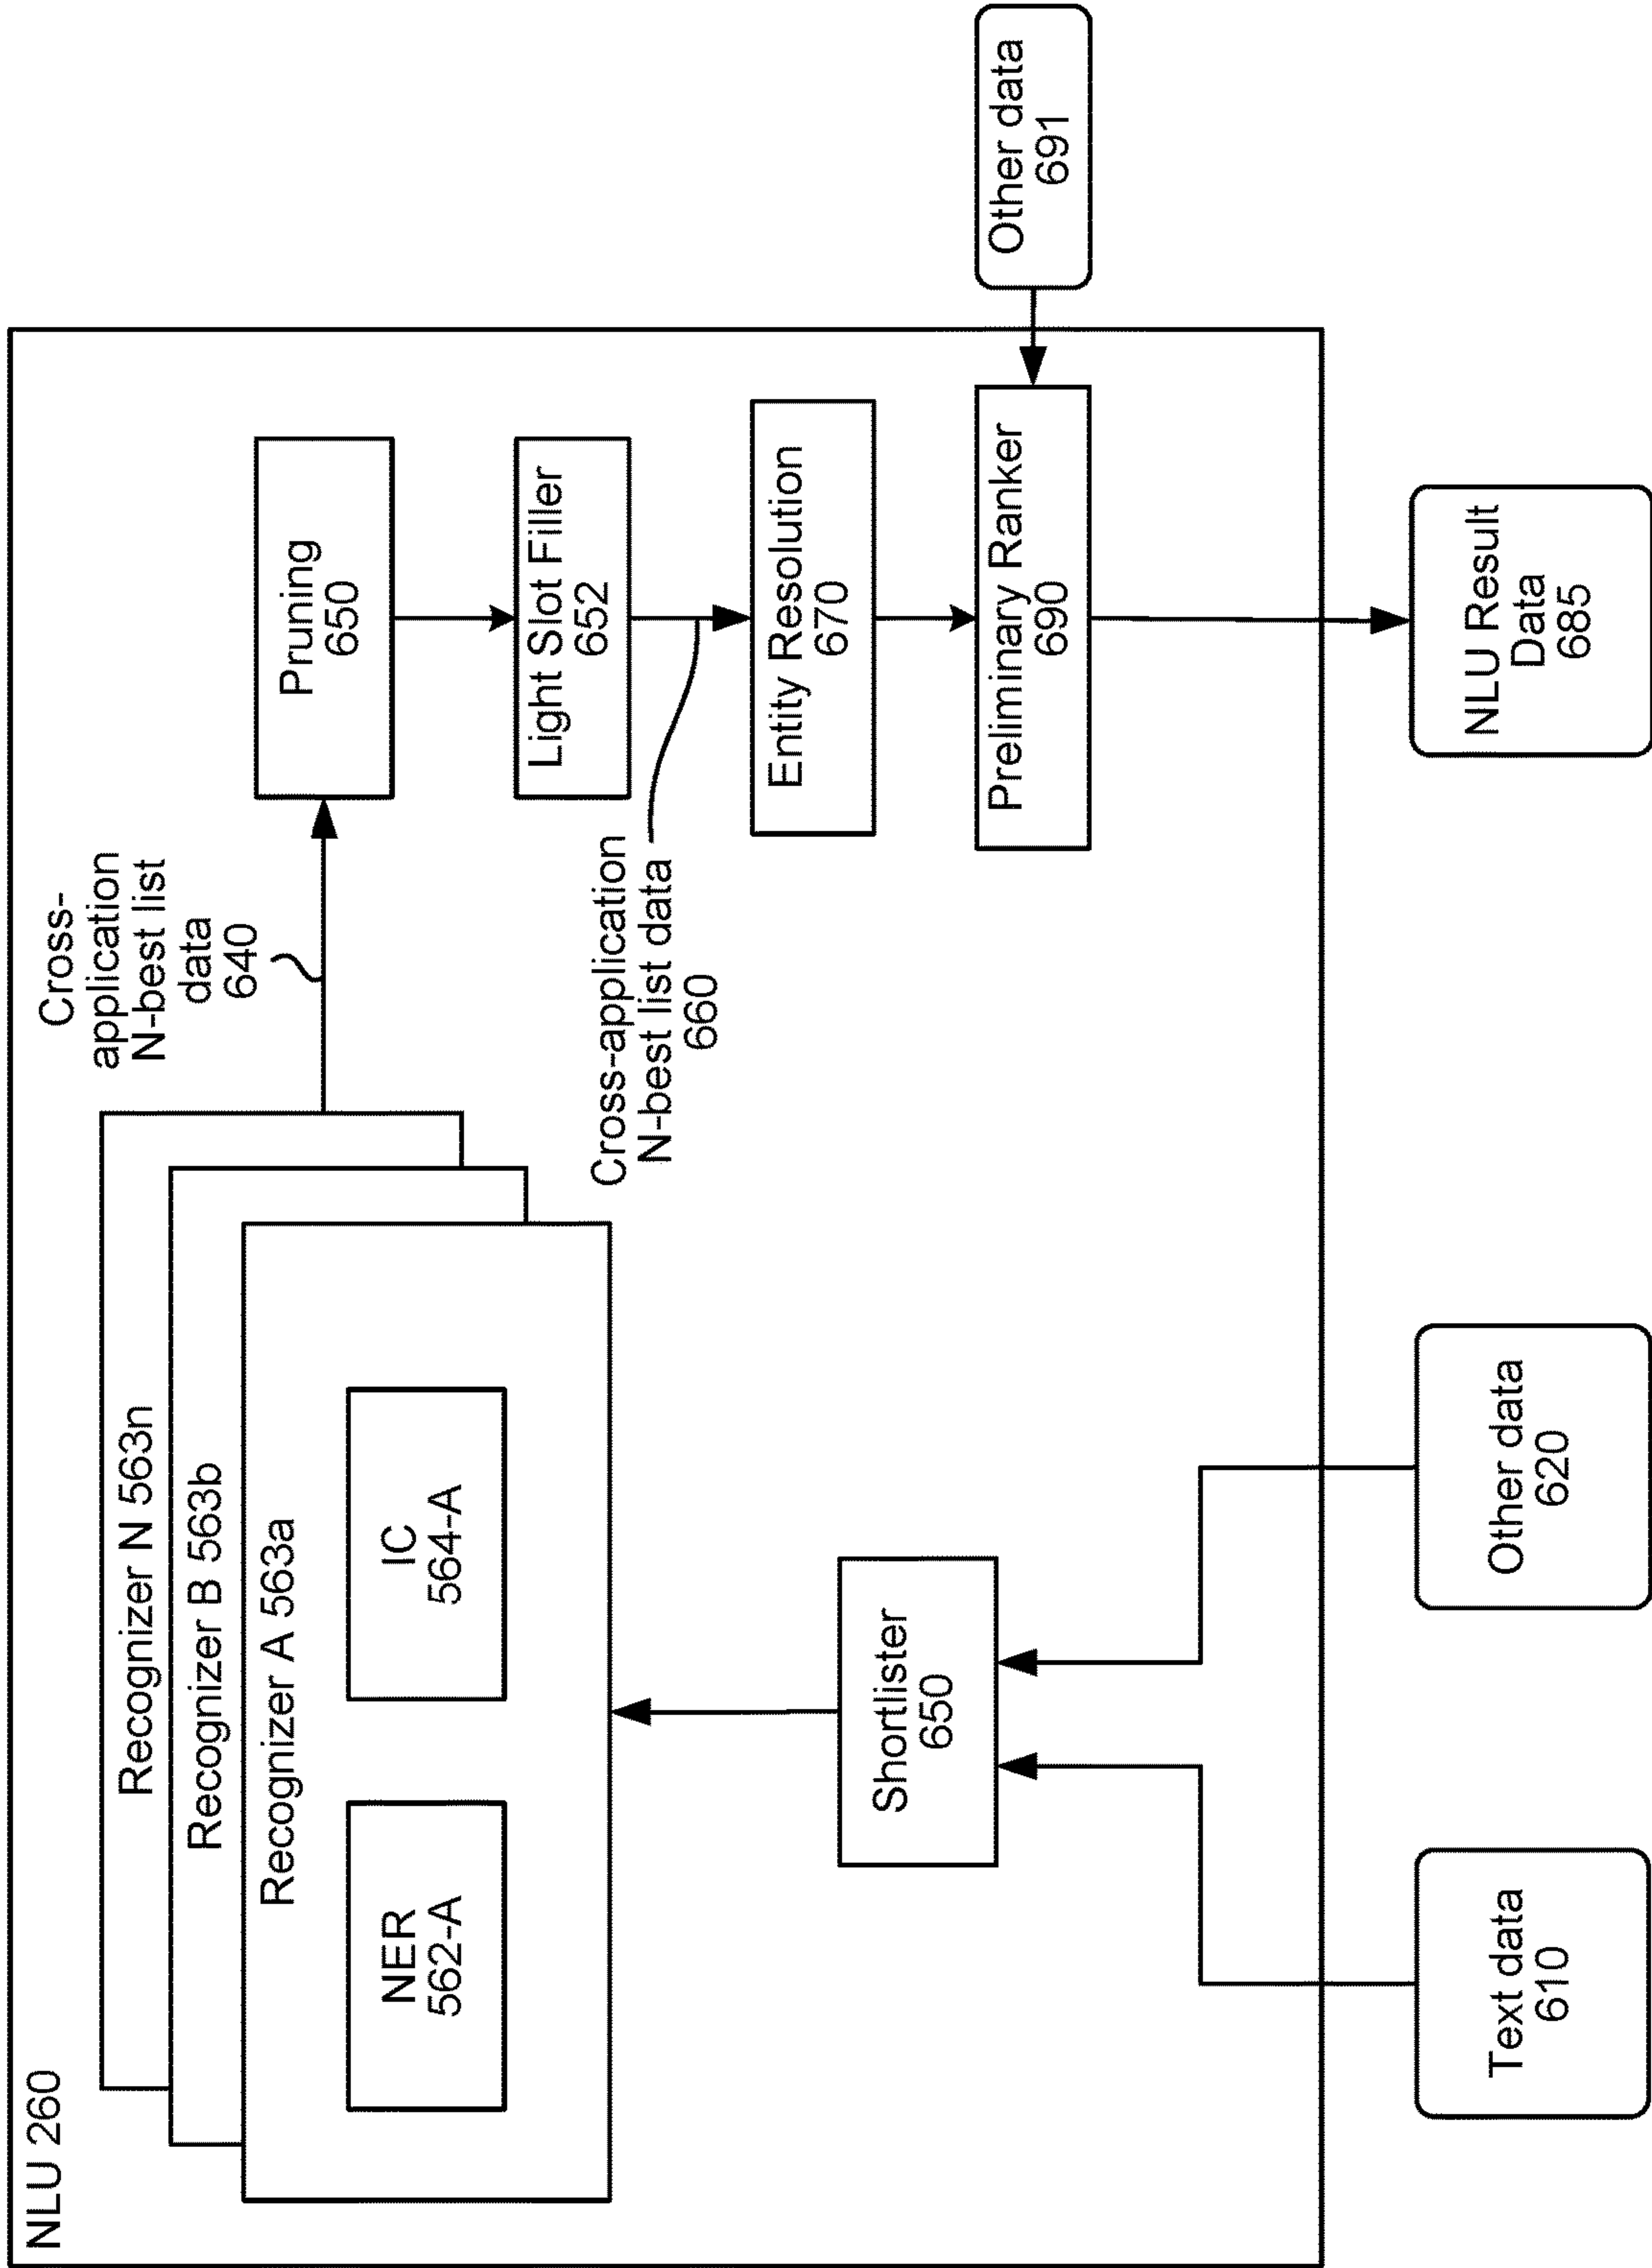 NLU 260
Recognizer N 563n
Recognizer B 563b
Recognizer A 563a
NER
562-A
IC
564-A
Cross-
application
N-best list
data
640
Pruning
650
Light Slot Filler
652
Cross-application
N-best list data
660
Entity Resolution
670
Preliminary Ranker
690
Other data
691
Shortlister
650
Text data
610
Other data
620
NLU Result
Data
685